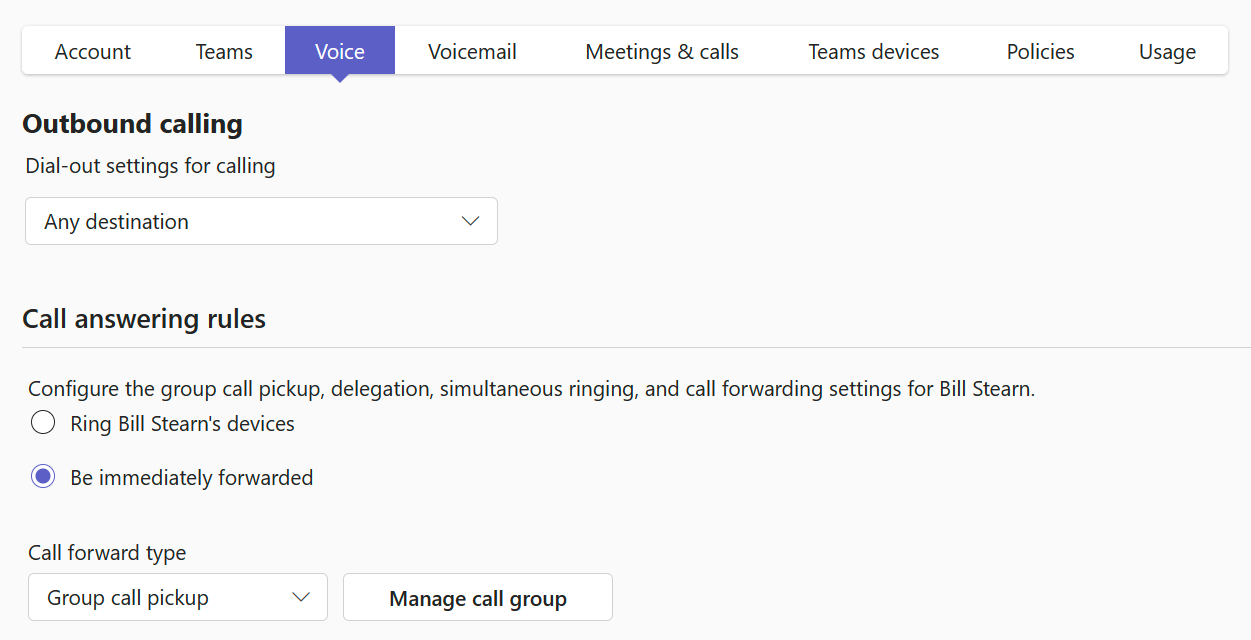 Account Teams Voice Voicemail Meetings & calls Teams devices Policies Usage
Outbound calling
Dial-out settings for calling
Any destination
Call answering rules
Configure the group call pickup, delegation, simultaneous ringing, and call forwarding settings for Bill Stearn.
Ring Bill Stearn's devices
Be immediately forwarded
Call forward type
Group call pickup Manage call group